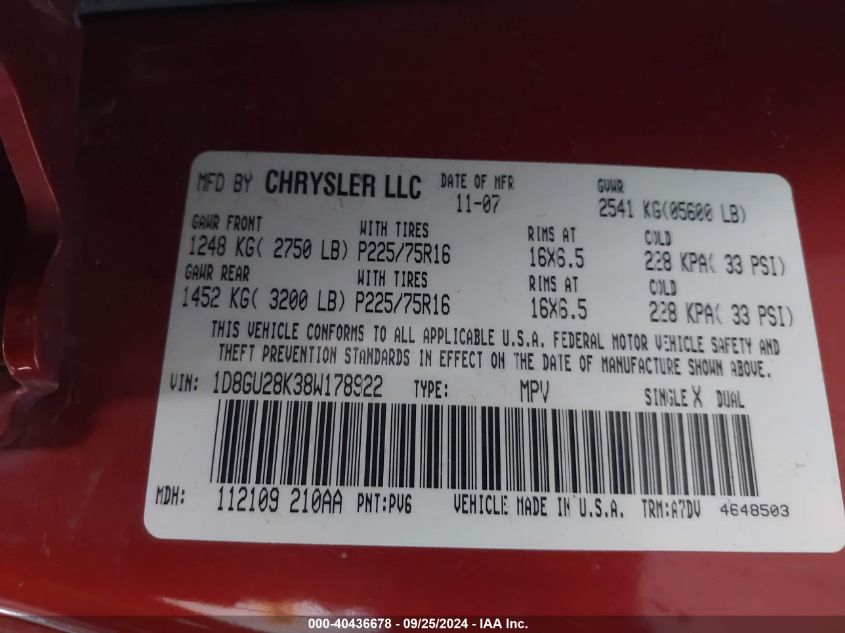 MFD BY CHRYSLER LLC DATE OF MFR GVWR
11-07 2541 KG(05600 LB)
GAWR FRONT WITH TIRES RIMS AT COLD
1248 KG( 2750 LB) P225/75R16 16X6.5 228 KPA( 33 PSI)
GAWR REAR WITH TIRES RIMS AT COLD
1452 KG( 3200 LB) P225/75R16 16X6.5 228 KPA( 33 PSI)
THIS VEHICLE CONFORMS TO ALL APPLICABLE U.S.A. FEDERAL MOTOR VEHICLE SAFETY AND
THEFT PREVENTION STANDARDS IN EFFECT ON THE DATE OF MANUFACTURE SHOWN ABOVE.
VIN: 1D8GU28K38W178922 TYPE: MPV SINGLE X DUAL
MDH: 112109 210AA PNT:PV6 VEHICLE MADE IN U.S.A. TRM:A7DV 4648503
000-40436678 - 09/25/2024 - IAA Inc.